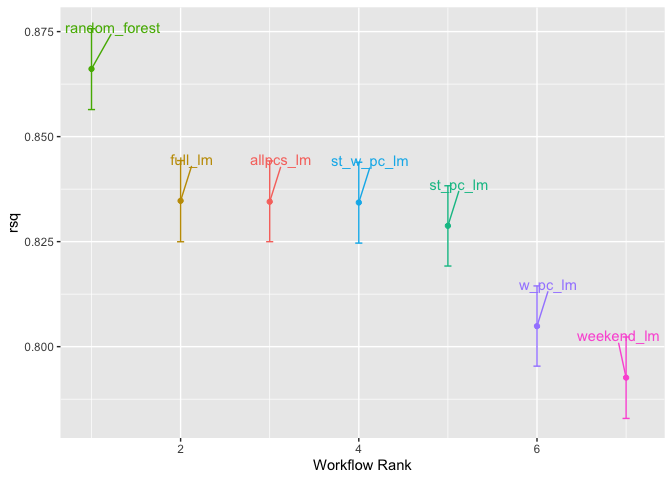 random_forest
full_lm
allpcs_lm
st_w_pc_lm
st_pc_lm
w_pc_lm
weekend_lm
0.875
0.850
0.825
0.800
rsq
2
4
6
Workflow Rank